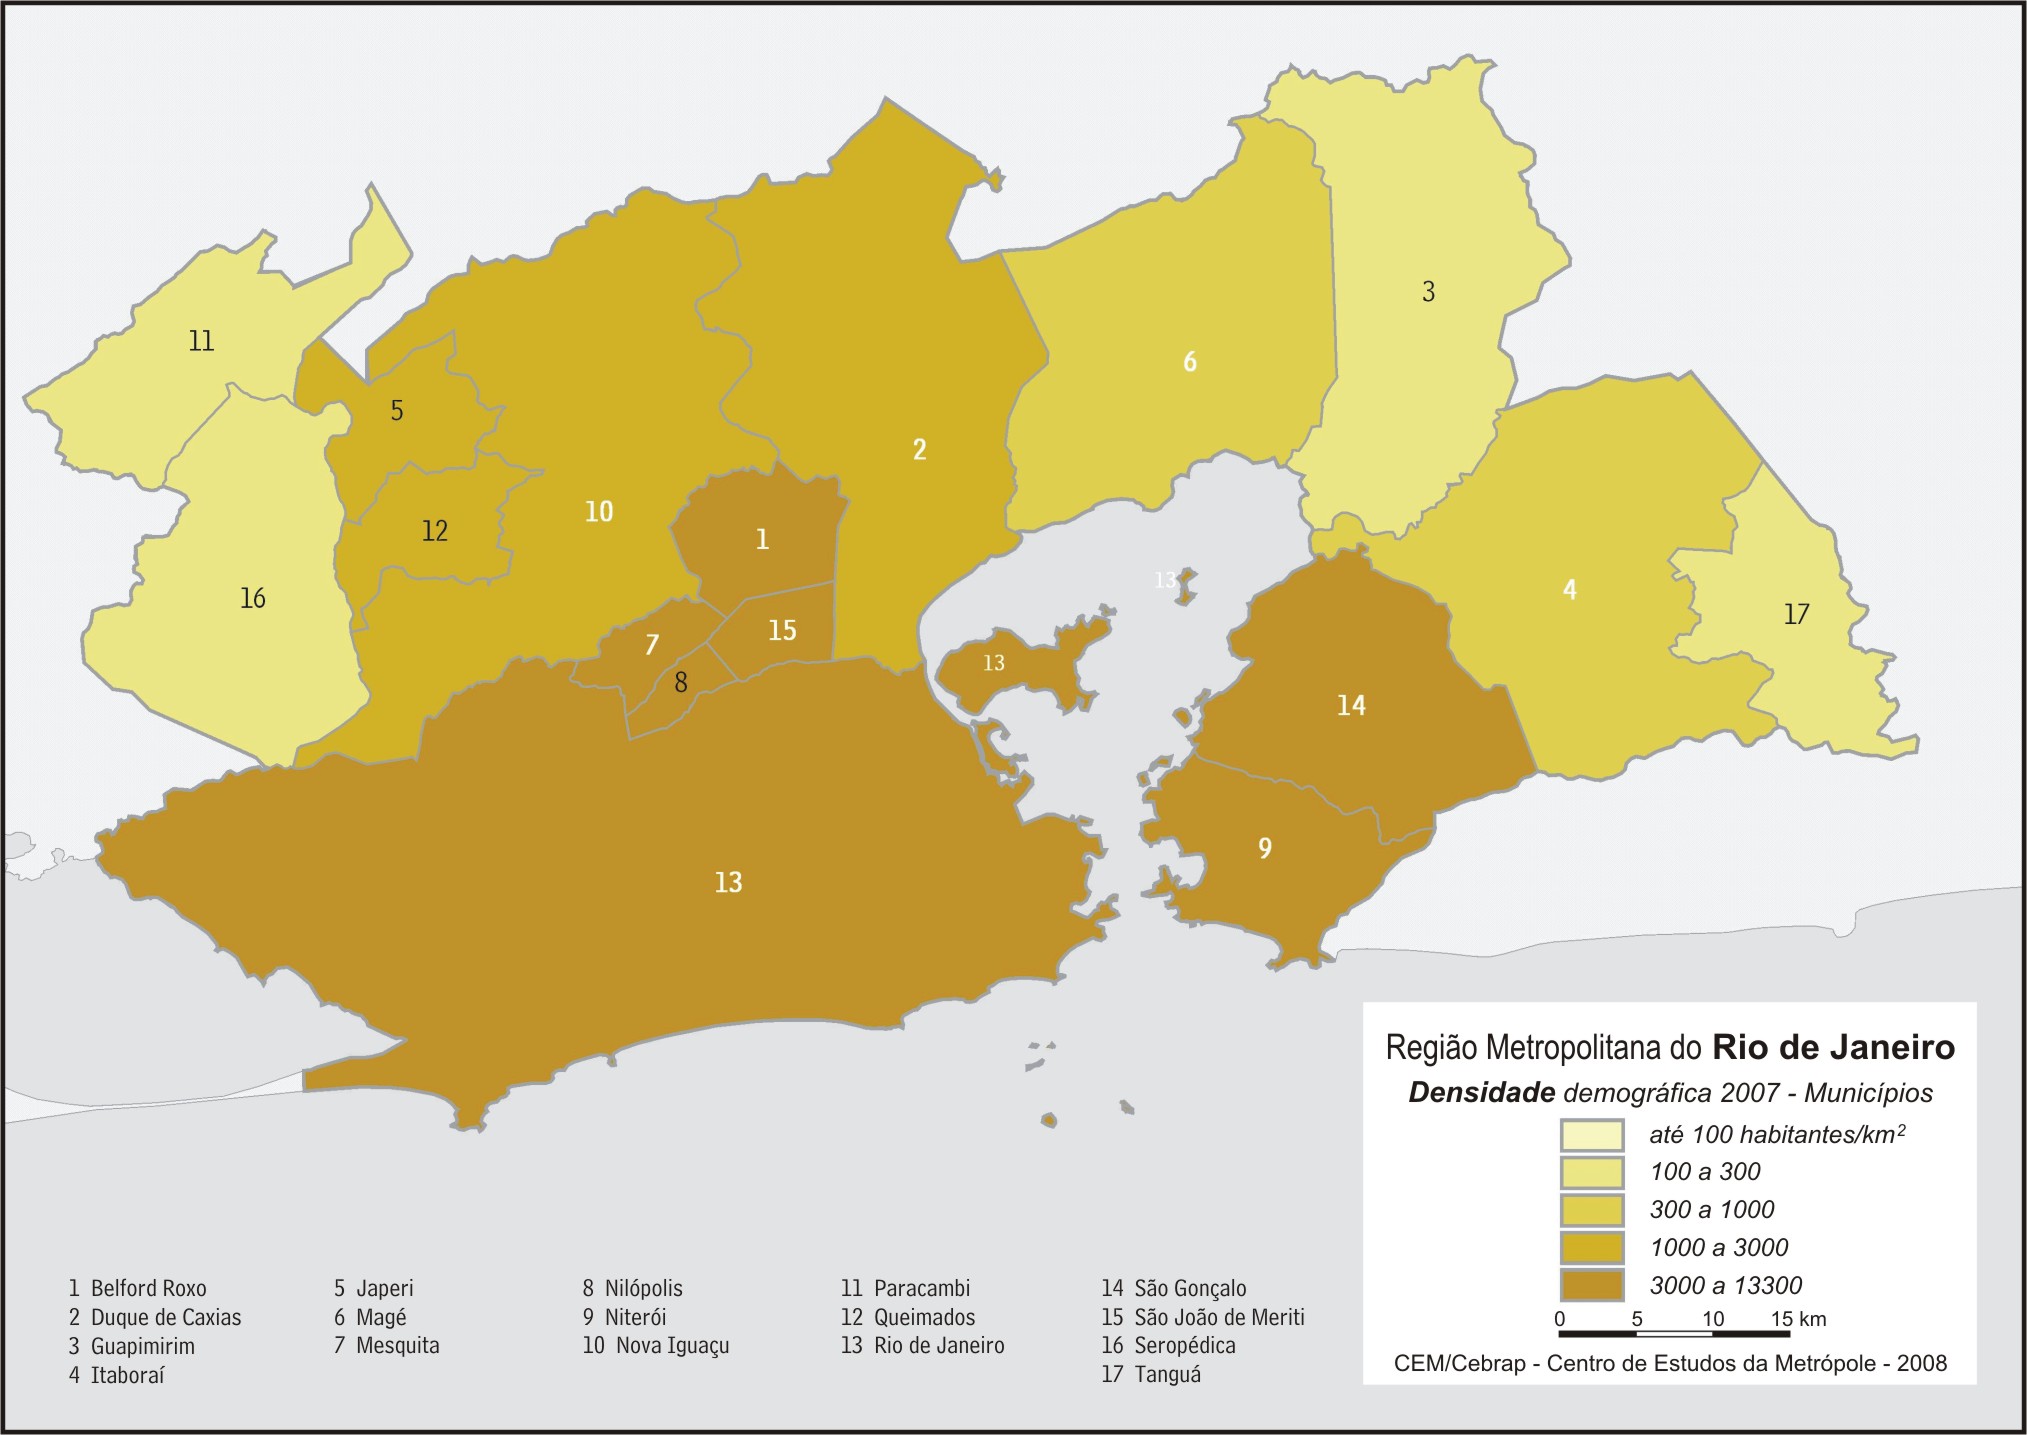 11
5
10
12
16
2
1
7
15
8
6
3
13
13
4
17
14
9
13
Região Metropolitana do Rio de Janeiro
Densidade demográfica 2007 - Municípios
até 100 habitantes/km²
100 a 300
300 a 1000
1000 a 3000
3000 a 13300
0 5 10 15 km
CEM/Cebrap - Centro de Estudos da Metrópole - 2008
1 Belford Roxo
2 Duque de Caxias
3 Guapimirim
4 Itaboraí
5 Japeri
6 Magé
7 Mesquita
8 Nilópolis
9 Niterói
10 Nova Iguaçu
11 Paracambi
12 Queimados
13 Rio de Janeiro
14 São Gonçalo
15 São João de Meriti
16 Seropédica
17 Tanguá